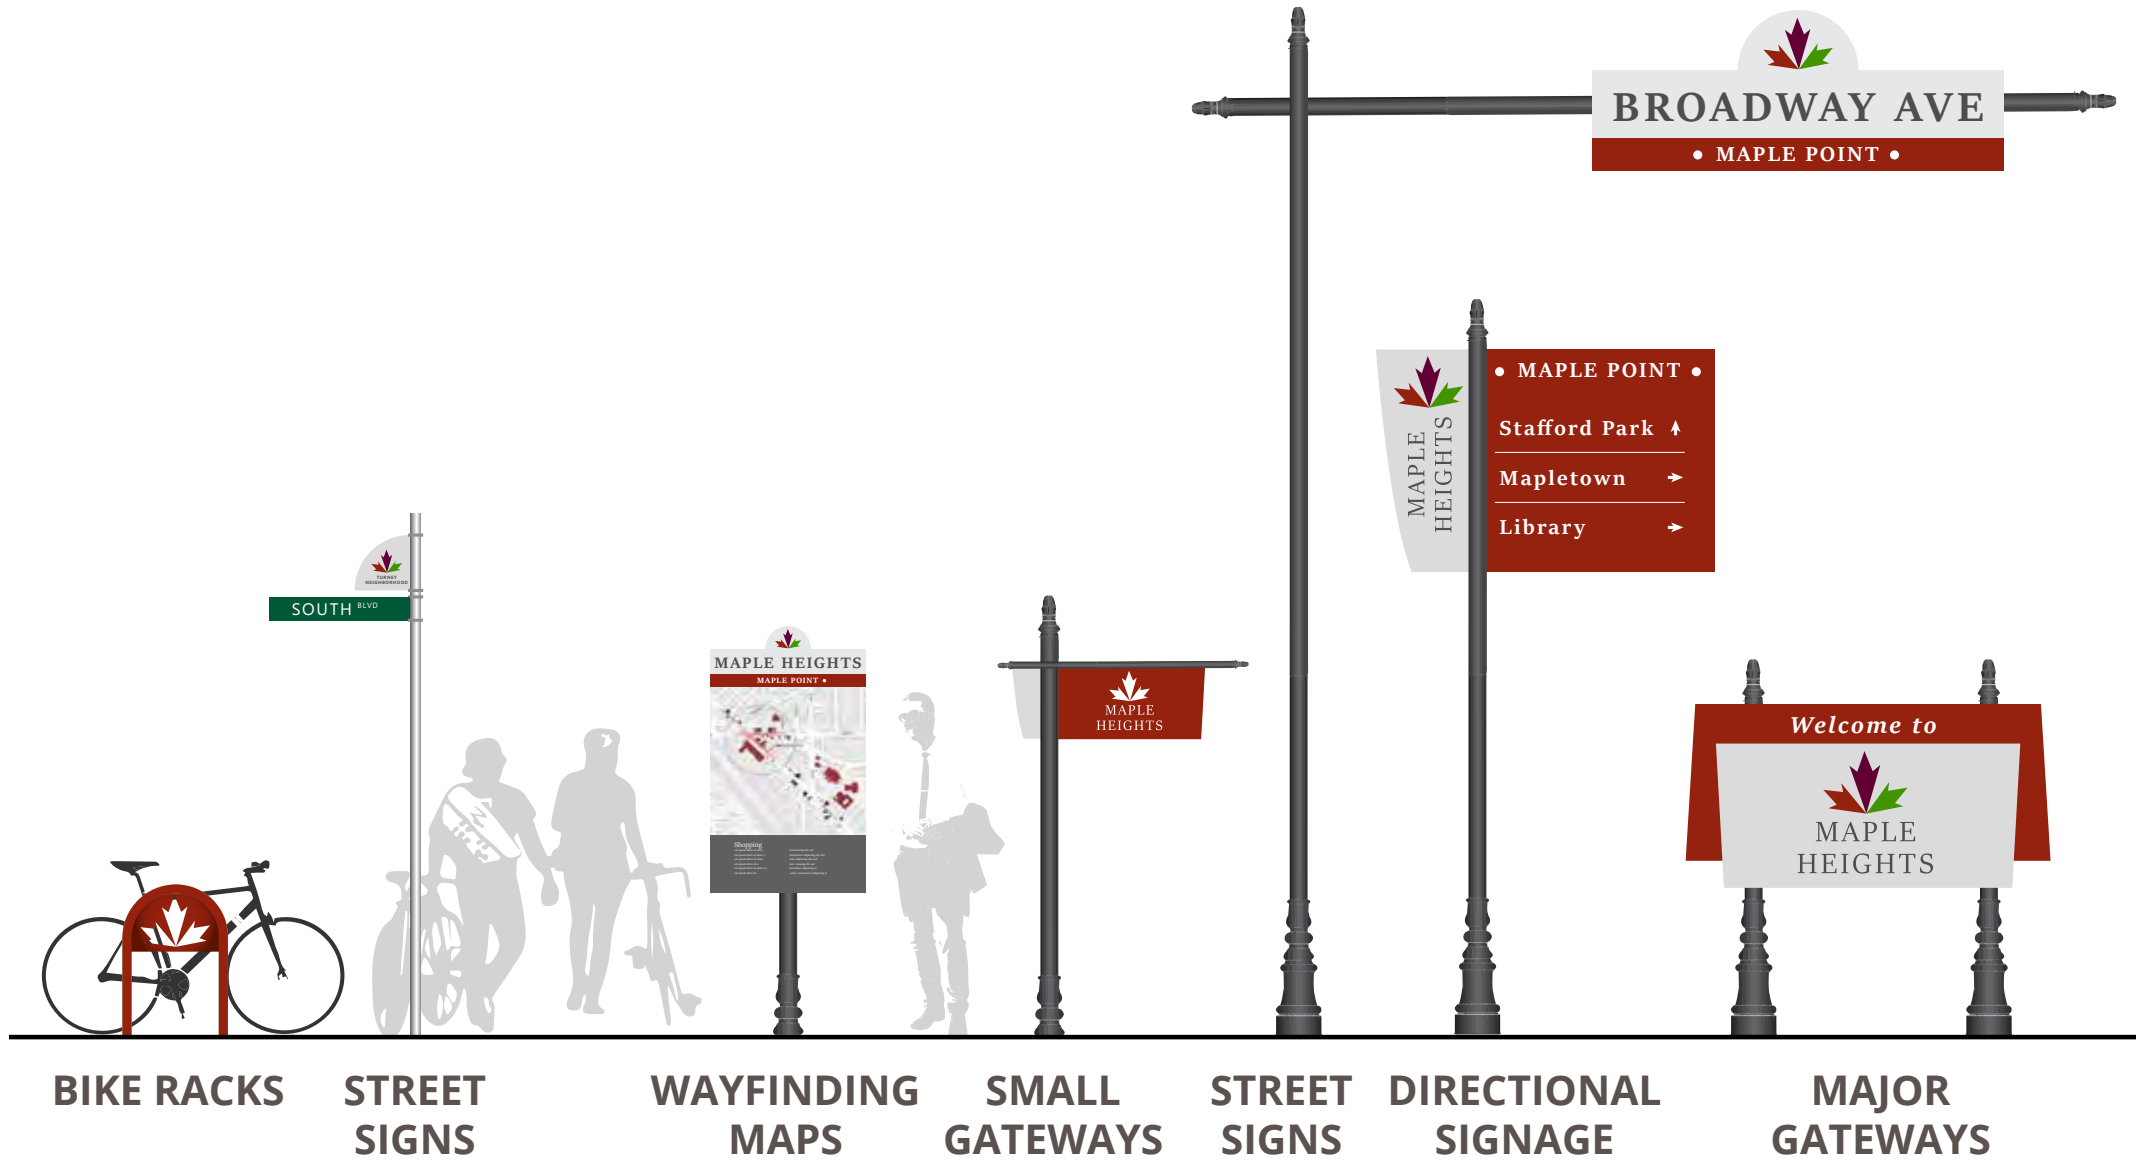 BROADWAY AVE
• MAPLE POINT •
MAPLE
HEIGHTS
• MAPLE POINT •
Stafford Park
Mapletown
Library
TURNEY
NEIGHBORHOOD
SOUTH BLVD
MAPLE HEIGHTS
MAPLE POINT •
Shopping
MAPLE
HEIGHTS
Welcome to
MAPLE
HEIGHTS
BIKE RACKS
STREET
SIGNS
WAYFINDING
MAPS
SMALL
GATEWAYS
STREET
SIGNS
DIRECTIONAL
SIGNAGE
MAJOR
GATEWAYS